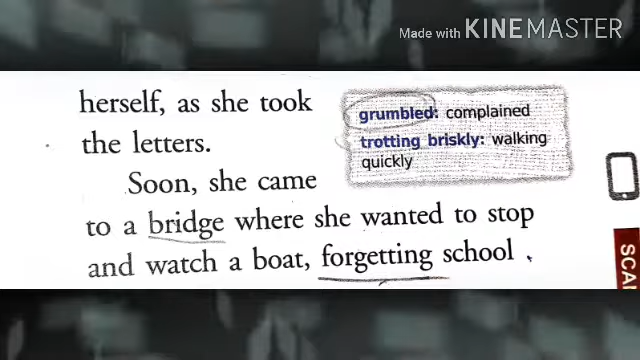 Made with KINEMASTER
herself, as she took
the letters.
Soon, she came
to a bridge where she wanted to stop
and watch a boat, forgetting school
grumbled: complained
trotting briskly: walking
quickly
SCA